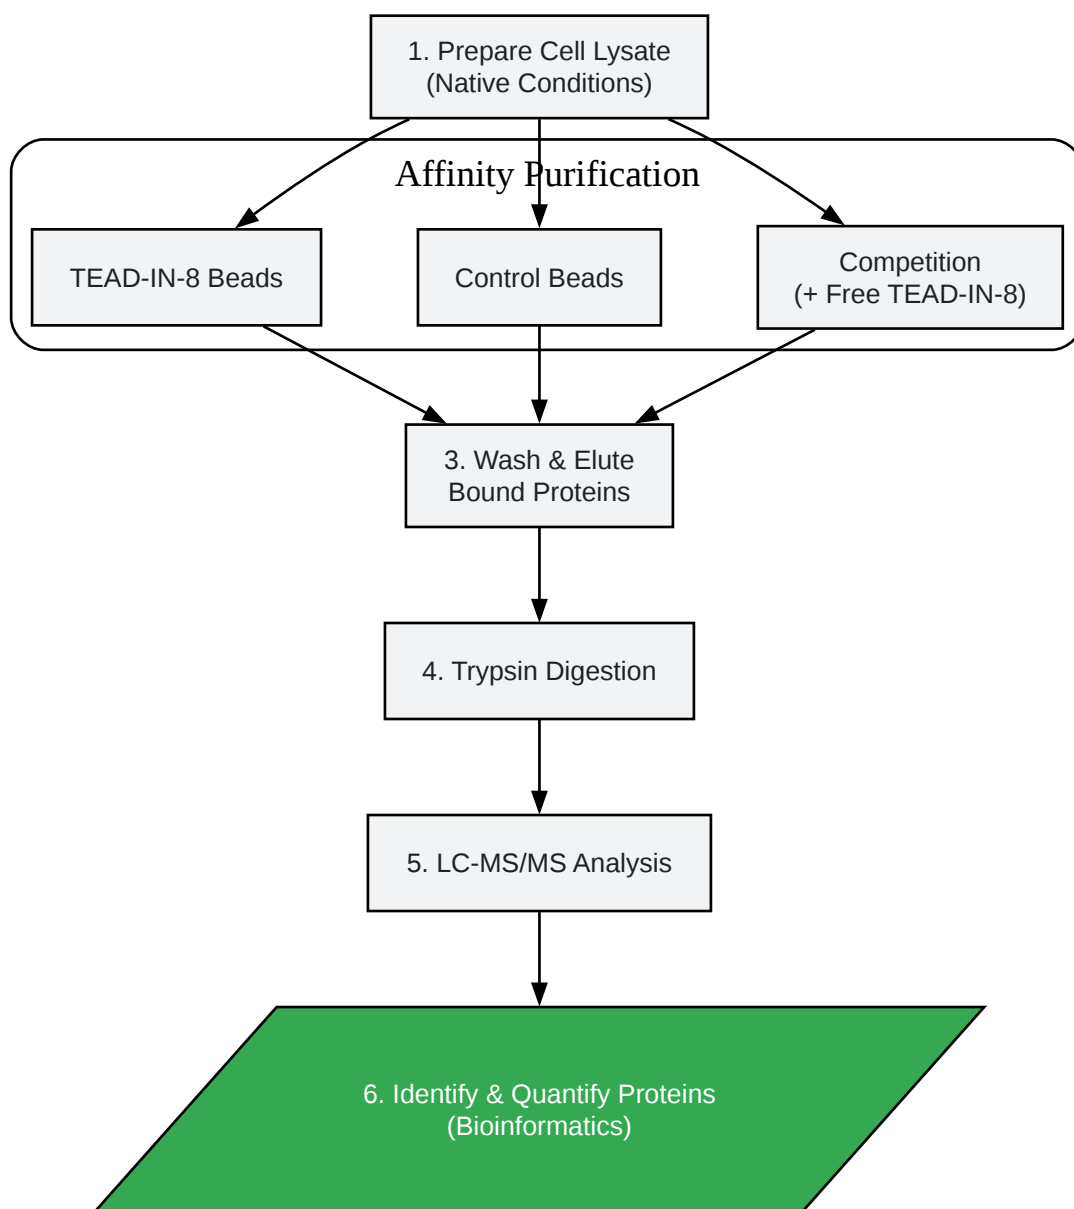 1. Prepare Cell Lysate
(Native Conditions)
Affinity Purification
TEAD-IN-8 Beads
Control Beads
Competition
(+ Free TEAD-IN-8)
3. Wash & Elute
Bound Proteins
4. Trypsin Digestion
5. LC-MS/MS Analysis
6. Identify & Quantify Proteins
(Bioinformatics)